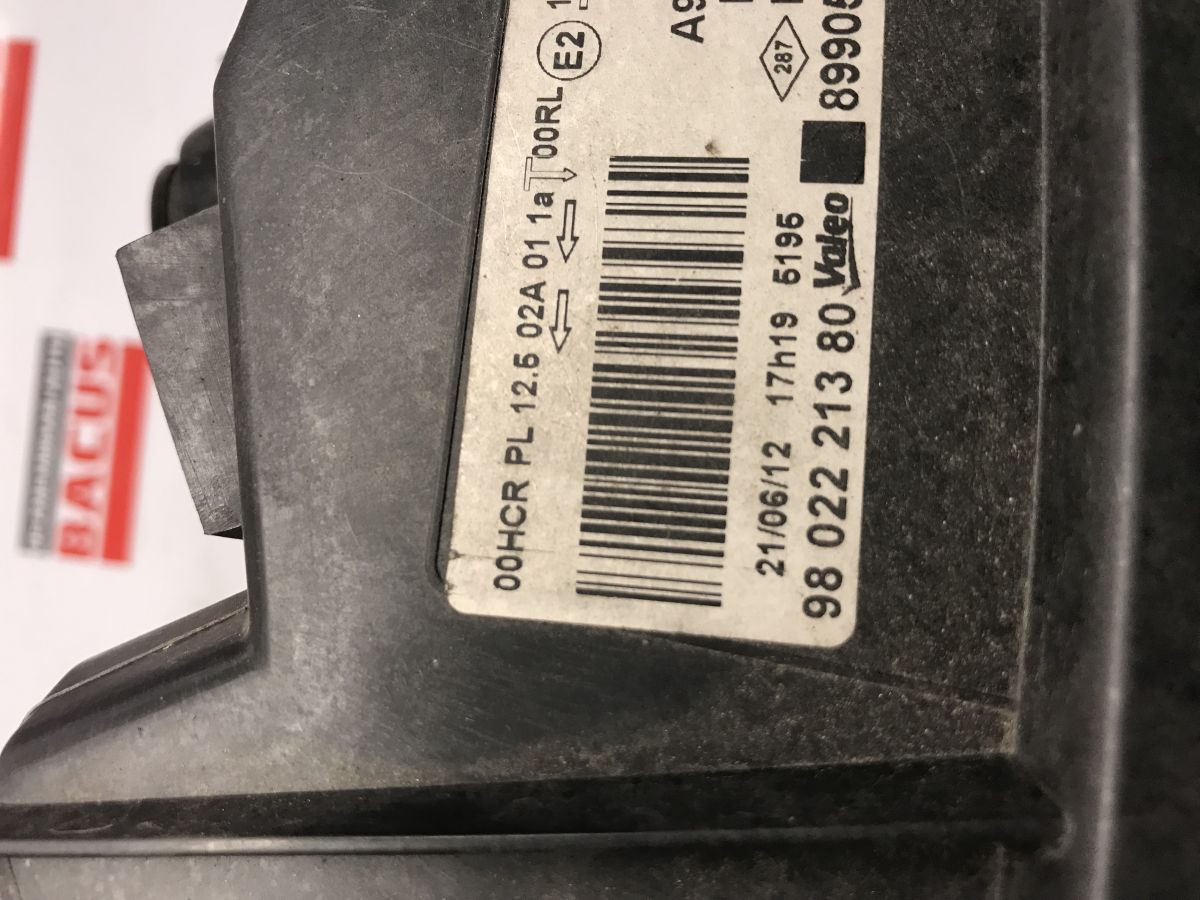 00HCR PL 12.5 02A 01 1a 00RL E2
21/06/12 17h19 5195
287
98 022 213 80 Valeo 89905
BACUS